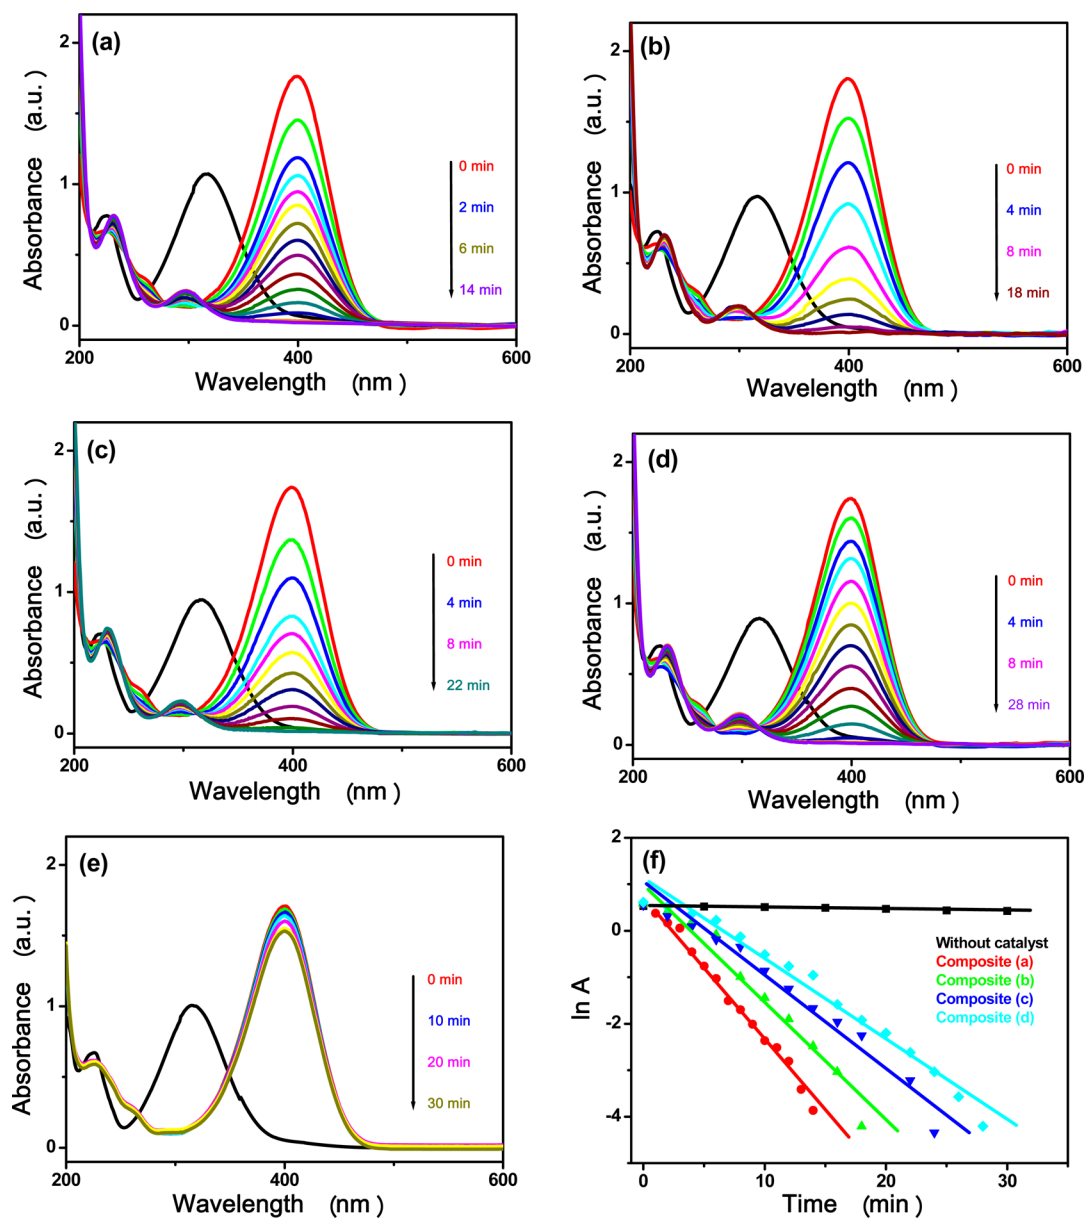 (a)
2
1
0
Absorbance (a.u.)
0 min
2 min
6 min
14 min
200
400
600
Wavelength (nm )
(b)
2
1
0
Absorbance (a.u.)
0 min
4 min
8 min
18 min
200
400
600
Wavelength (nm )
(c)
2
1
0
Absorbance (a.u.)
0 min
4 min
8 min
22 min
200
400
600
Wavelength (nm )
(d)
2
1
0
Absorbance (a.u.)
0 min
4 min
8 min
28 min
200
400
600
Wavelength (nm )
(e)
2
1
0
Absorbance (a.u.)
0 min
10 min
20 min
30 min
200
400
600
Wavelength (nm )
(f)
2
0
-2
-4
ln A
Without catalyst
Composite (a)
Composite (b)
Composite (c)
Composite (d)
0
10
20
30
Time (min)